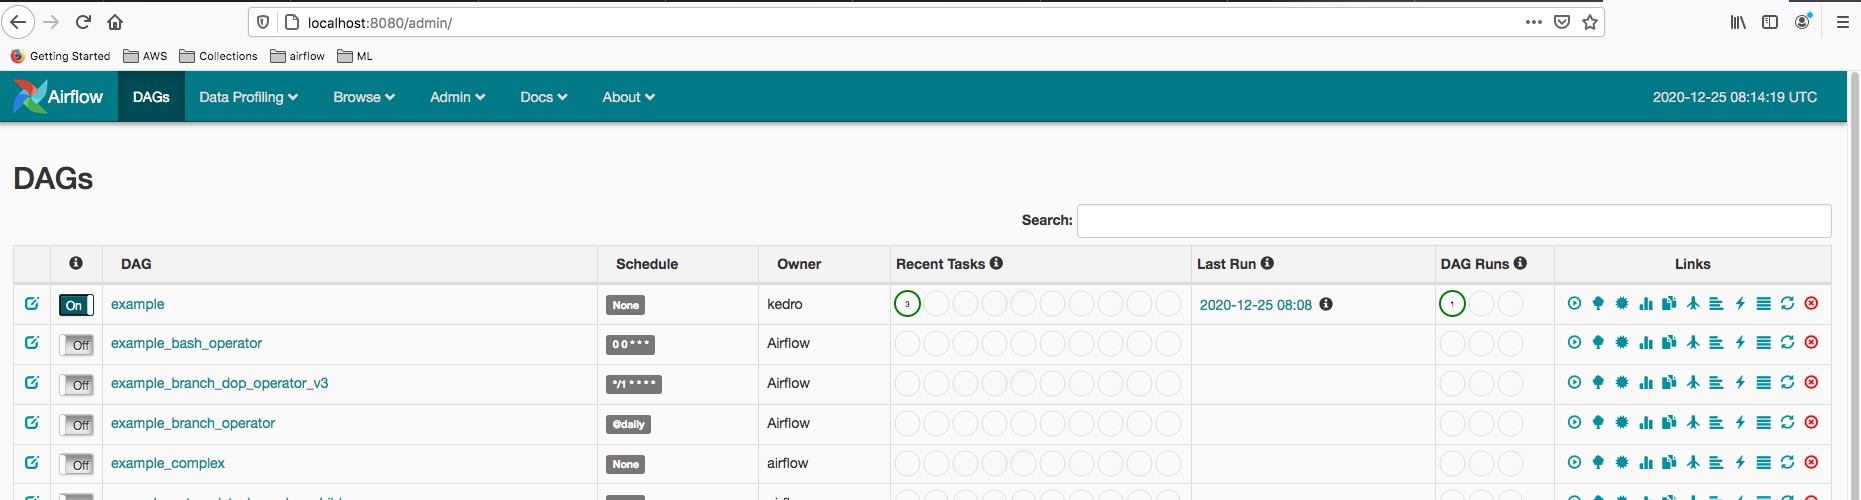 localhost:8080/admin/
Getting Started AWS Collections airflow ML
Airflow DAGs Data Profiling Browse Admin Docs About 2020-12-25 08:14:19 UTC
DAGs
Search:
DAG Schedule Owner Recent Tasks Last Run DAG Runs Links
On example None kedro 3 2020-12-25 08:08 1
Off example_bash_operator 0 0 * * * Airflow
Off example_branch_dop_operator_v3 */1 * * * * Airflow
Off example_branch_operator @daily Airflow
Off example_complex None airflow